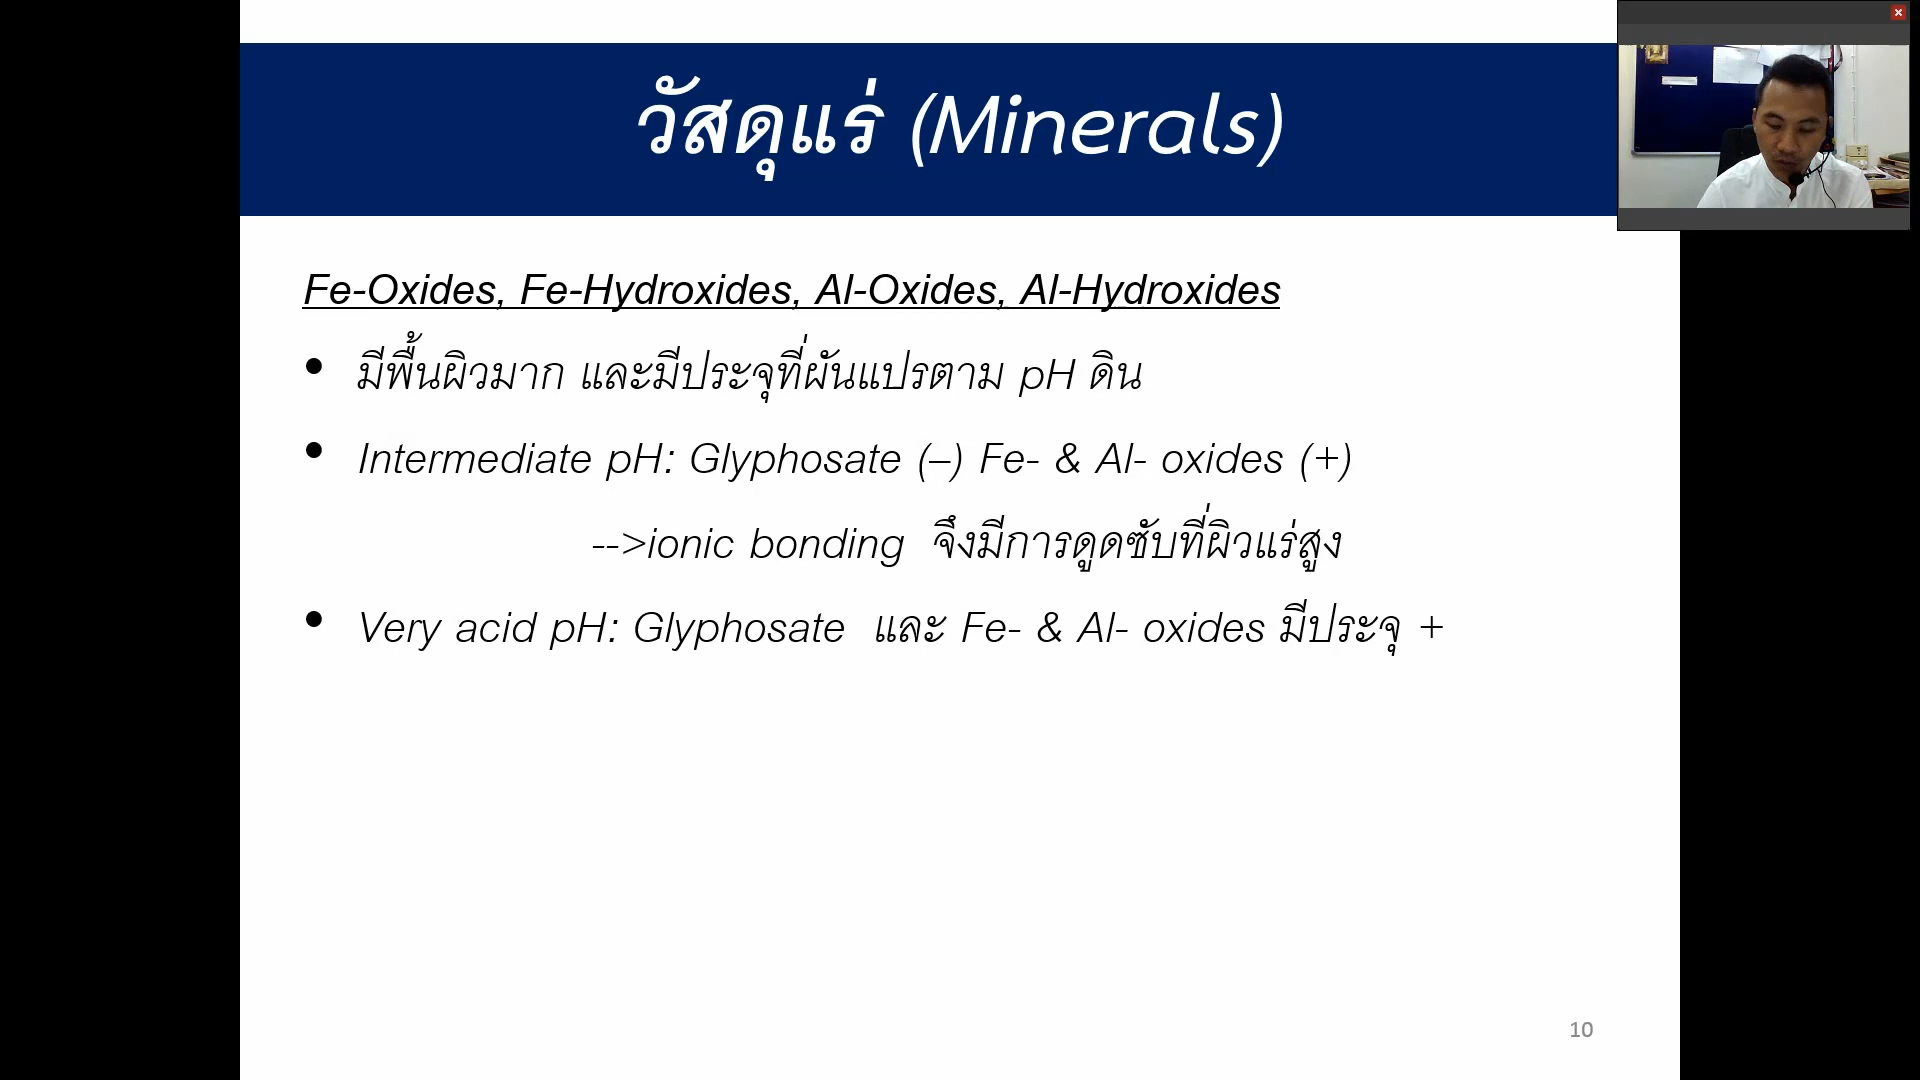 วัสดุแร่ (Minerals)
Fe-Oxides, Fe-Hydroxides, Al-Oxides, Al-Hydroxides
• มีพื้นผิวมาก และมีประจุที่ผันแปรตาม pH ดิน
• Intermediate pH: Glyphosate (–) Fe- & Al- oxides (+)
-->ionic bonding จึงมีการดูดซับที่ผิวแร่สูง
• Very acid pH: Glyphosate และ Fe- & Al- oxides มีประจุ +
10